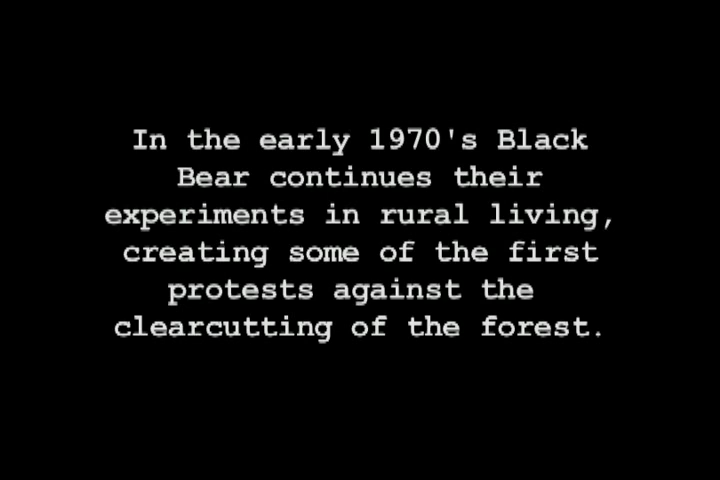 In the early 1970's Black
Bear continues their
experiments in rural living,
creating some of the first
protests against the
clearcutting of the forest.